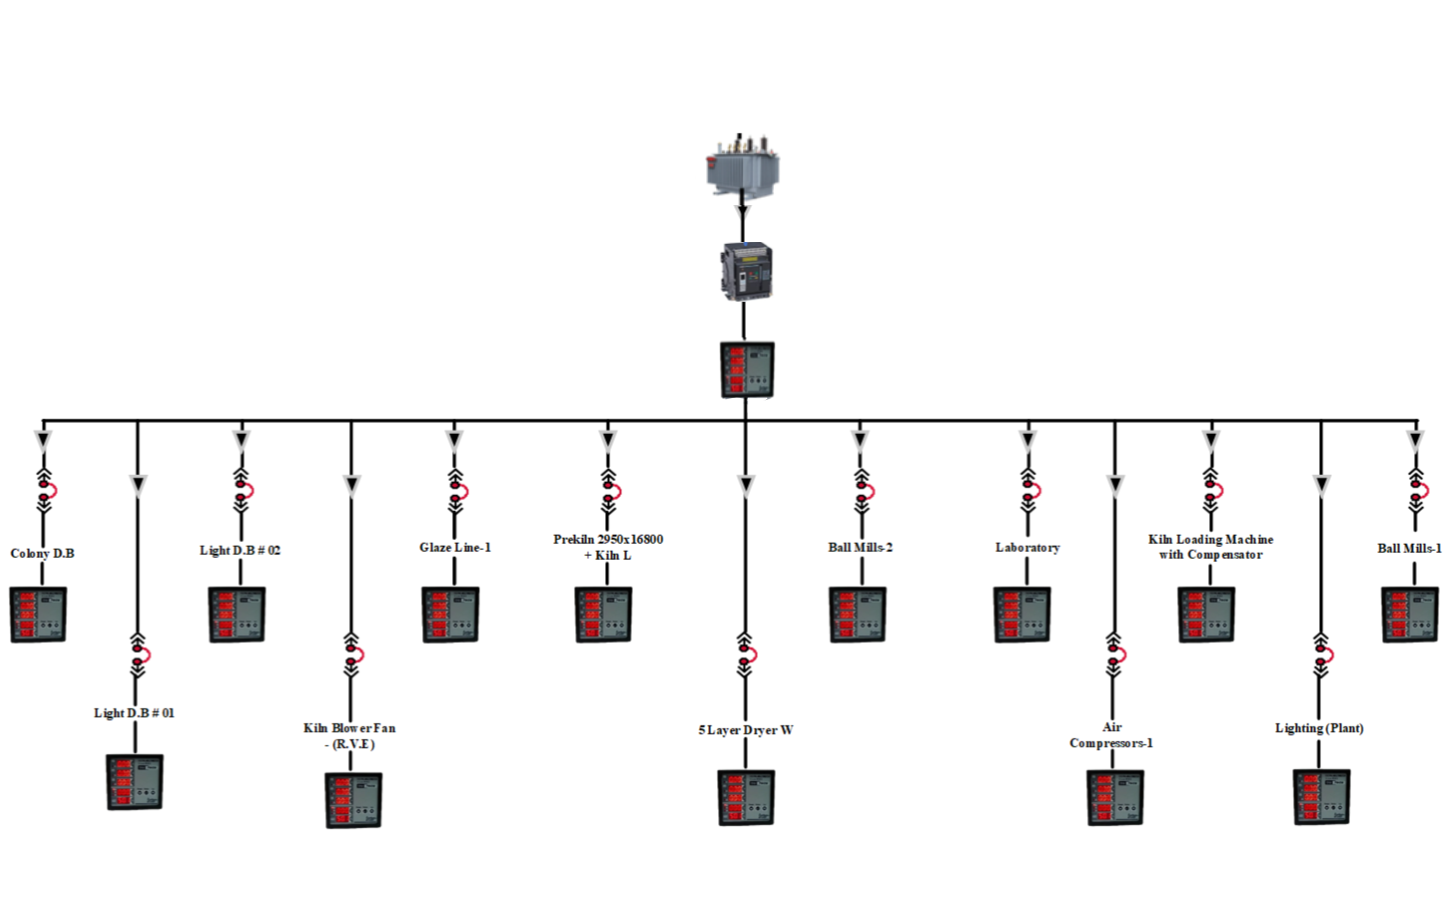 Colony D.B
Light D.B # 02
Glaze Line-1
Prekiln 2950x16800
+ Kiln L
Ball Mills-2
Laboratory
Kiln Loading Machine
with Compensator
Ball Mills-1
Light D.B # 01
Kiln Blower Fan
- (R.V.E)
5 Layer Dryer W
Air
Compressors-1
Lighting (Plant)